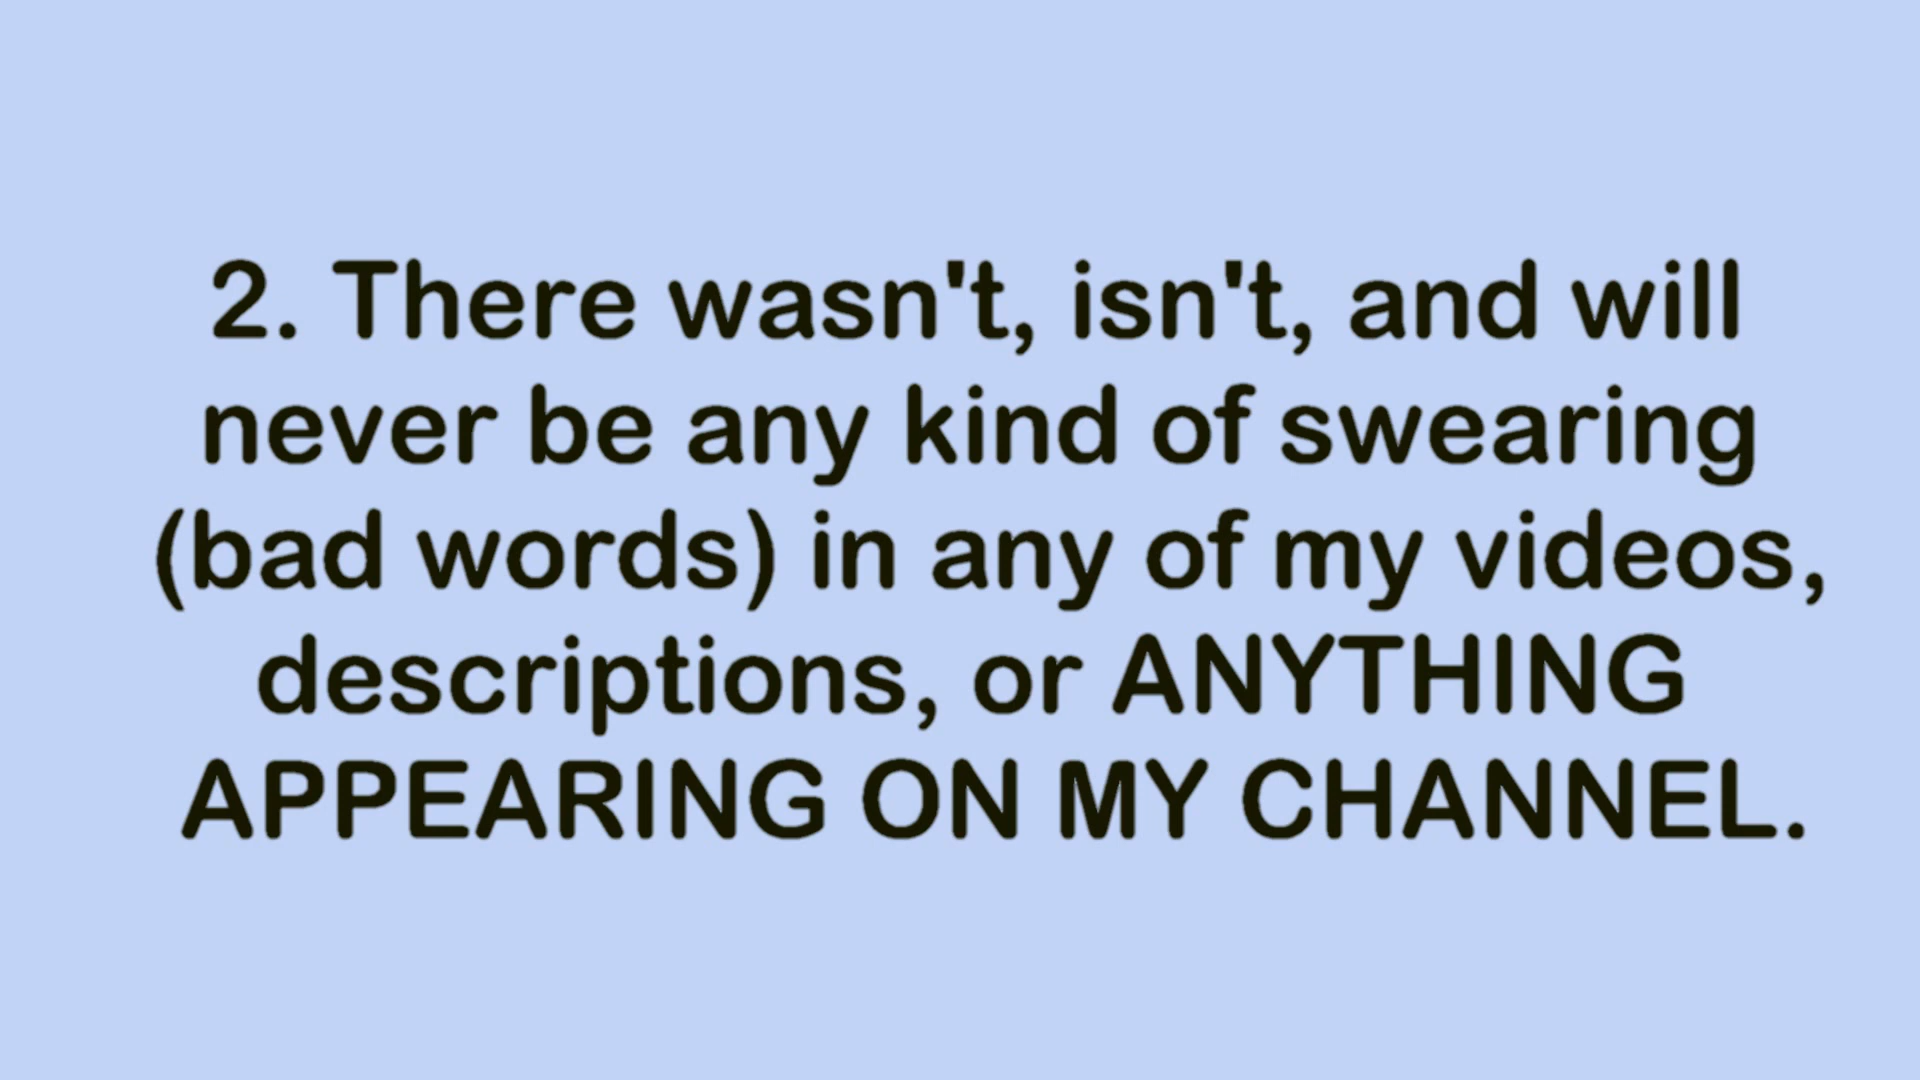 2. There wasn't, isn't, and will
never be any kind of swearing
(bad words) in any of my videos,
descriptions, or ANYTHING
APPEARING ON MY CHANNEL.